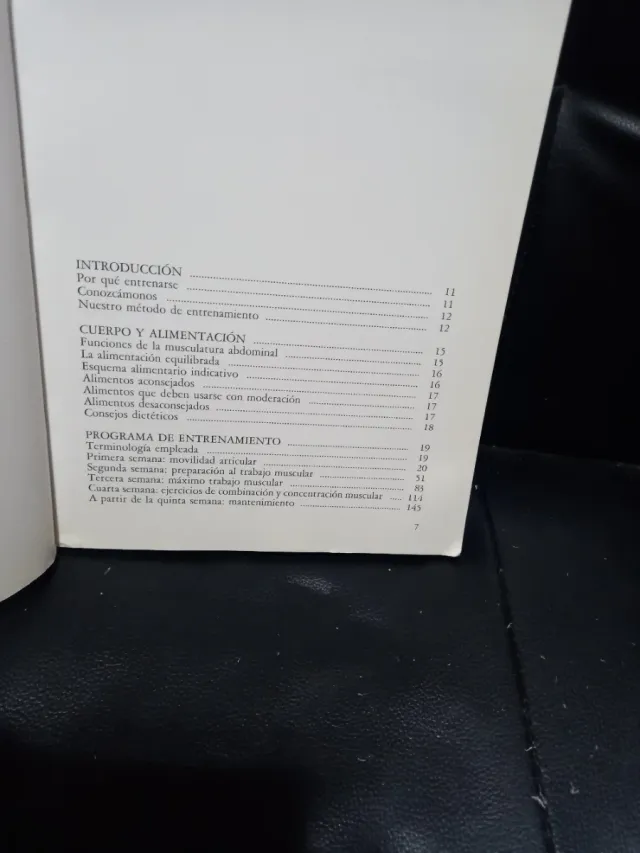 INTRODUCCIÓN ........ 11
Por qué entrenarse ........ 11
Conozcámonos ........ 12
Nuestro método de entrenamiento ........ 12
CUERPO Y ALIMENTACIÓN ........ 15
Funciones de la musculatura abdominal ........ 15
La alimentación equilibrada ........ 16
Esquema alimentario indicativo ........ 16
Alimentos aconsejados ........ 17
Alimentos que deben usarse con moderación ........ 17
Alimentos desaconsejados ........ 17
Consejos dietéticos ........ 18
PROGRAMA DE ENTRENAMIENTO ........ 19
Terminología empleada ........ 19
Primera semana: movilidad articular ........ 20
Segunda semana: preparación al trabajo muscular ........ 51
Tercera semana: máximo trabajo muscular ........ 83
Cuarta semana: ejercicios de combinación y concentración muscular .... 114
A partir de la quinta semana: mantenimiento ........ 145
7